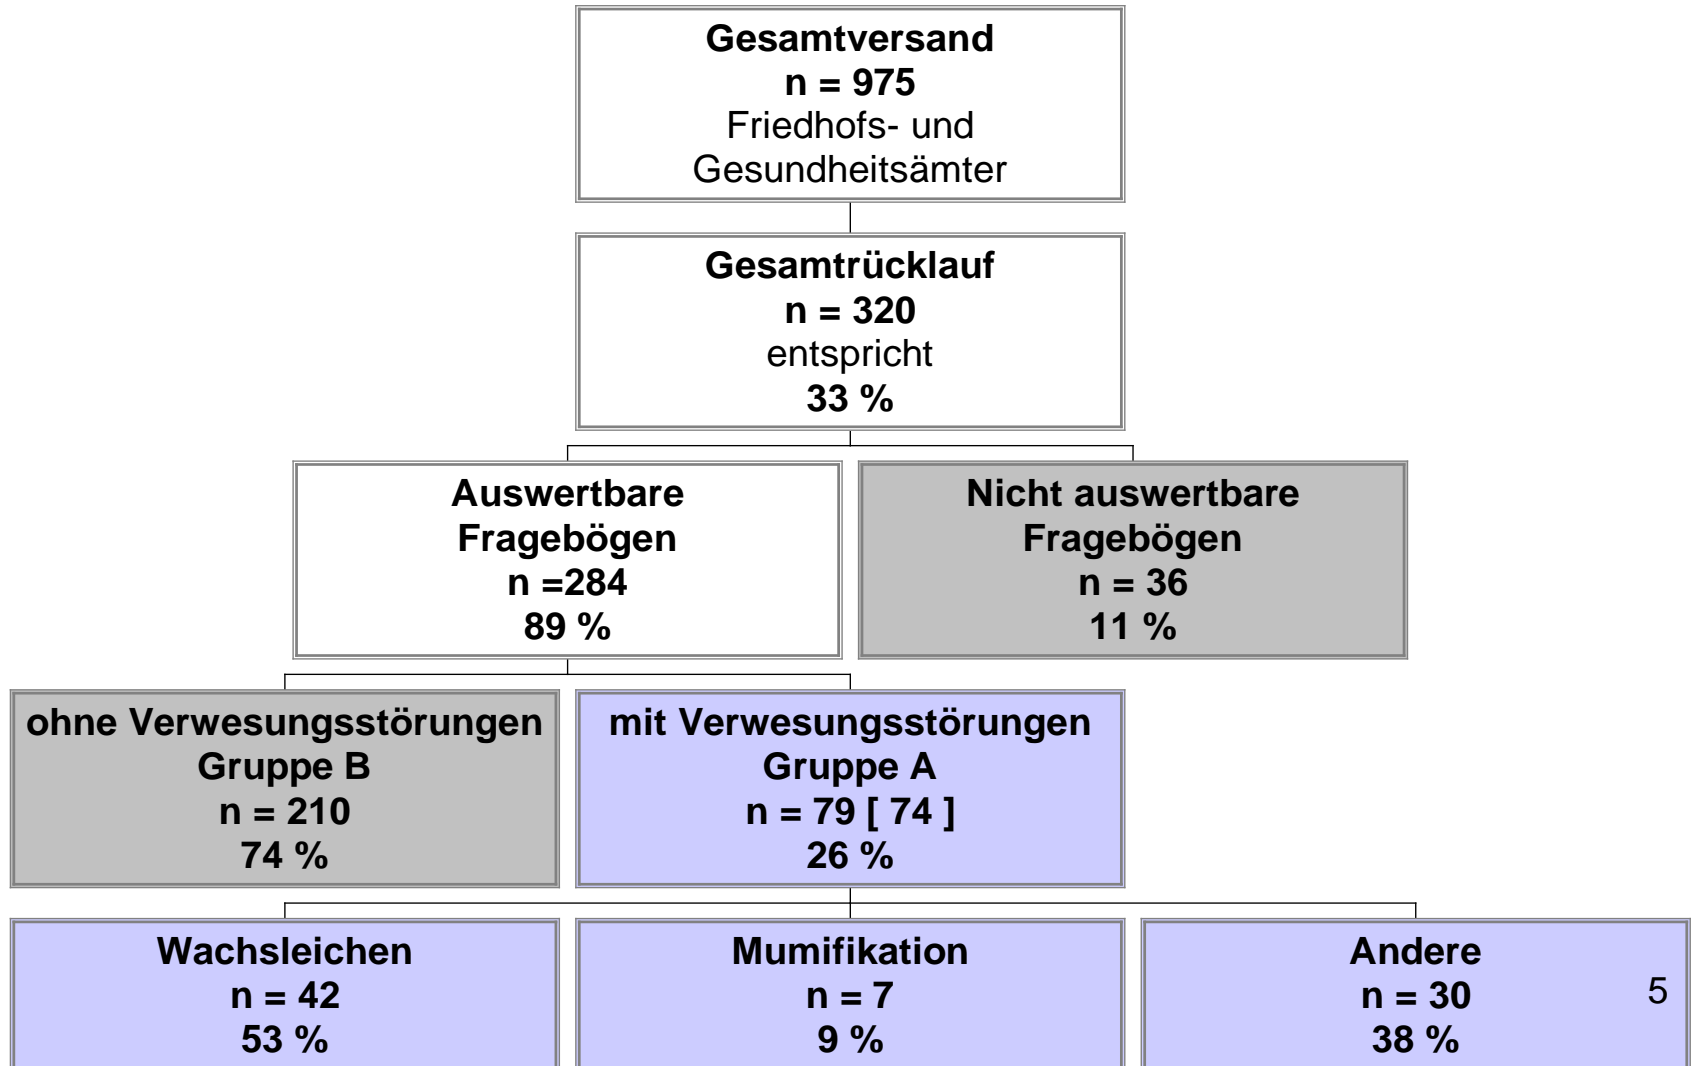 Gesamtversand
n = 975
Friedhofs- und
Gesundheitsämter
Gesamtrücklauf
n = 320
entspricht
33 %
Auswertbare
Fragebögen
n =284
89 %
Nicht auswertbare
Fragebögen
n = 36
11 %
ohne Verwesungsstörungen
Gruppe B
n = 210
74 %
mit Verwesungsstörungen
Gruppe A
n = 79 [ 74 ]
26 %
Wachsleichen
n = 42
53 %
Mumifikation
n = 7
9 %
Andere
n = 30
38 %
5